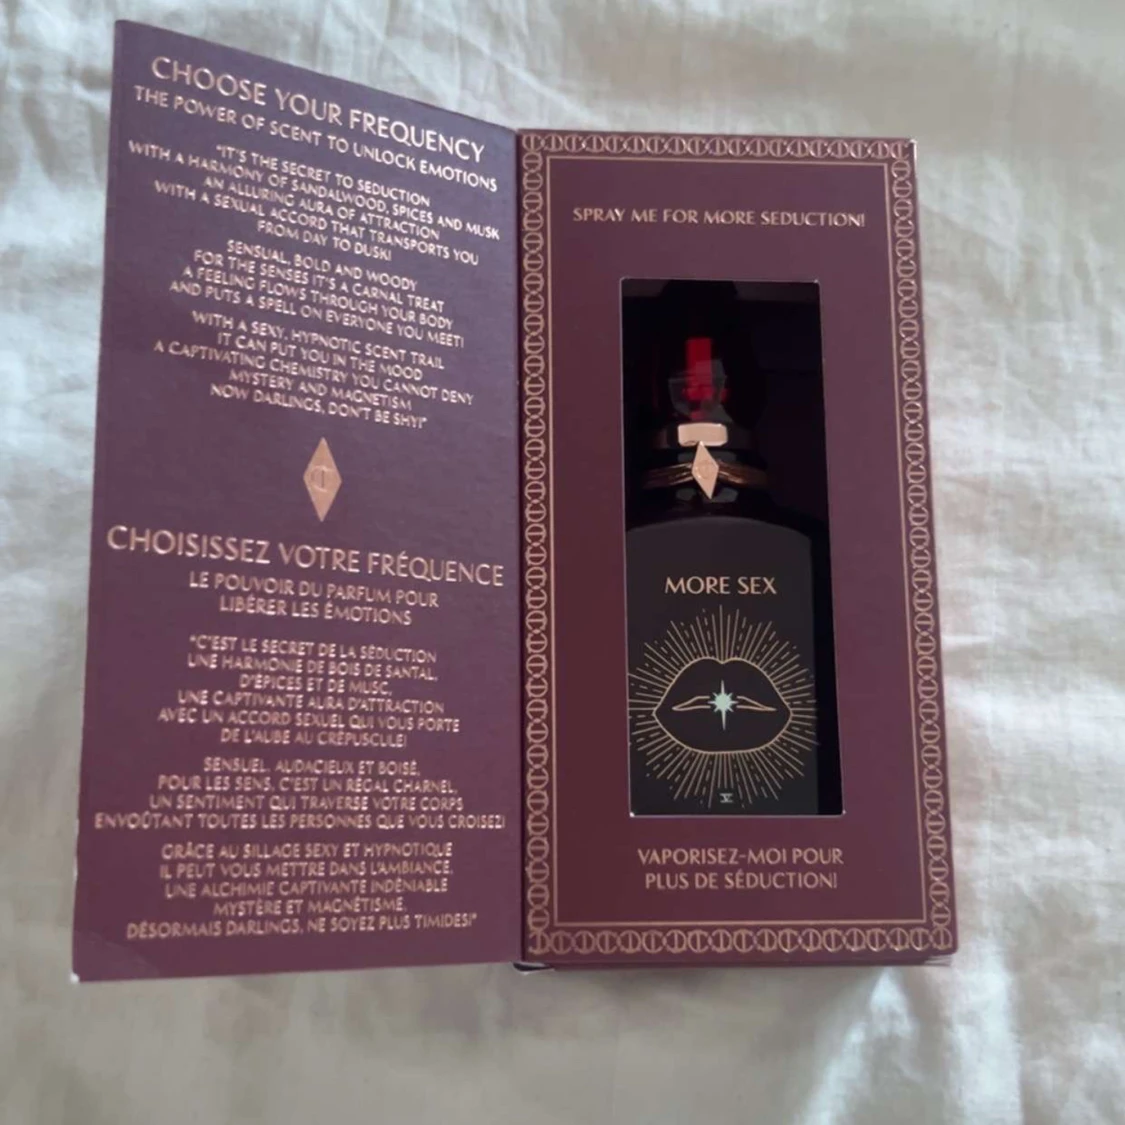 CHOOSE YOUR FREQUENCY
THE POWER OF SCENT TO UNLOCK EMOTIONS
"IT'S THE SECRET TO SEDUCTION
WITH A HARMONY OF SANDALWOOD, SPICES AND MUSK
AN ALLURING AURA OF ATTRACTION
WITH A SEXUAL ACCORD THAT TRANSPORTS YOU
FROM DAY TO DUSK!
SENSUAL, BOLD AND WOODY
FOR THE SENSES IT'S A CARNAL TREAT
A FEELING FLOWS THROUGH YOUR BODY
AND PUTS A SPELL ON EVERYONE YOU MEET!
WITH A SEXY, HYPNOTIC SCENT TRAIL
IT CAN PUT YOU IN THE MOOD
A CAPTIVATING CHEMISTRY YOU CANNOT DENY
MYSTERY AND MAGNETISM
NOW DARLINGS, DON'T BE SHY!"
CHOISISSEZ VOTRE FRÉQUENCE
LE POUVOIR DU PARFUM POUR
LIBÉRER LES ÉMOTIONS
"C'EST LE SECRET DE LA SÉDUCTION
UNE HARMONIE DE BOIS DE SANTAL,
D'ÉPICES ET DE MUSC,
UNE CAPTIVANTE AURA D'ATTRACTION
AVEC UN ACCORD SEXUEL QUI VOUS PORTE
DE L'AUBE AU CRÉPUSCULE!
SENSUEL, AUDACIEUX ET BOISÉ,
POUR LES SENS, C'EST UN RÉGAL CHARNEL,
UN SENTIMENT QUI TRAVERSE VOTRE CORPS
ENVOÛTANT TOUTES LES PERSONNES QUE VOUS CROISEZ!
GRÂCE AU SILLAGE SEXY ET HYPNOTIQUE
IL PEUT VOUS METTRE DANS L'AMBIANCE,
UNE ALCHIMIE CAPTIVANTE INDÉNIABLE
MYSTÈRE ET MAGNÉTISME,
DÉSORMAIS DARLINGS, NE SOYEZ PLUS TIMIDES!"
SPRAY ME FOR MORE SEDUCTION!
MORE SEX
V
VAPORISEZ-MOI POUR
PLUS DE SÉDUCTION!